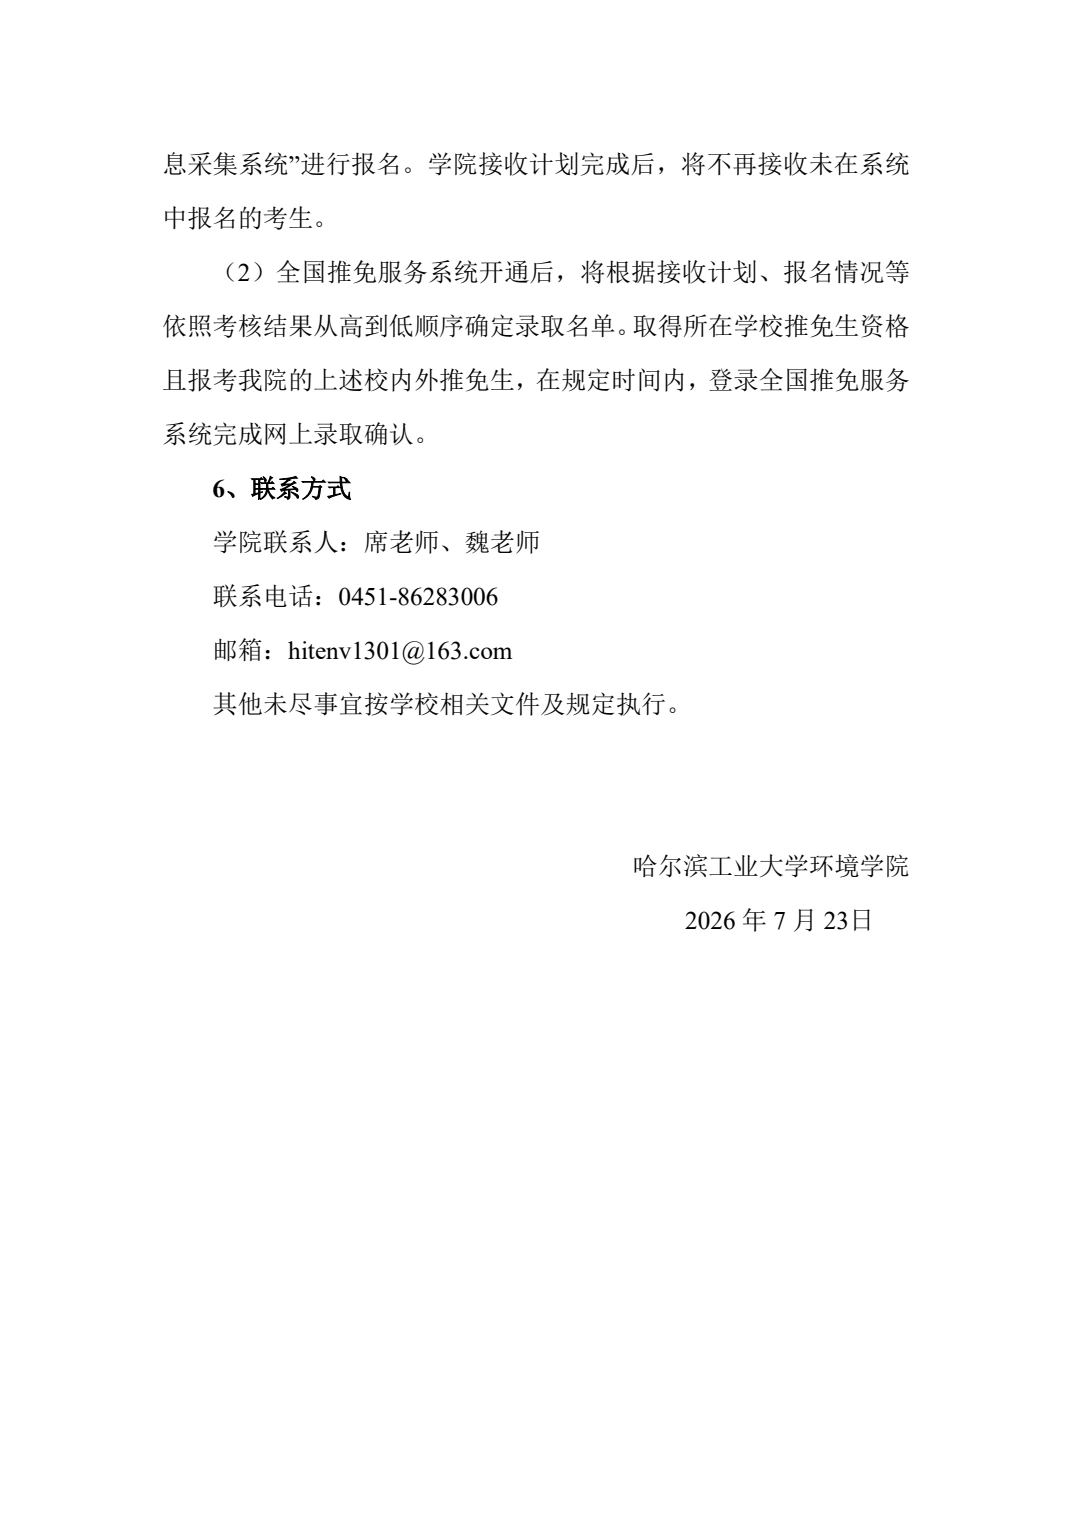 息采集系统”进行报名。学院接收计划完成后，将不再接收未在系统
中报名的考生。
（2）全国推免服务系统开通后，将根据接收计划、报名情况等
依照考核结果从高到低顺序确定录取名单。取得所在学校推免生资格
且报考我院的上述校内外推免生，在规定时间内，登录全国推免服务
系统完成网上录取确认。
6、联系方式
学院联系人：席老师、魏老师
联系电话：0451-86283006
邮箱：hitenv1301@163.com
其他未尽事宜按学校相关文件及规定执行。
哈尔滨工业大学环境学院
2026 年 7 月 23日